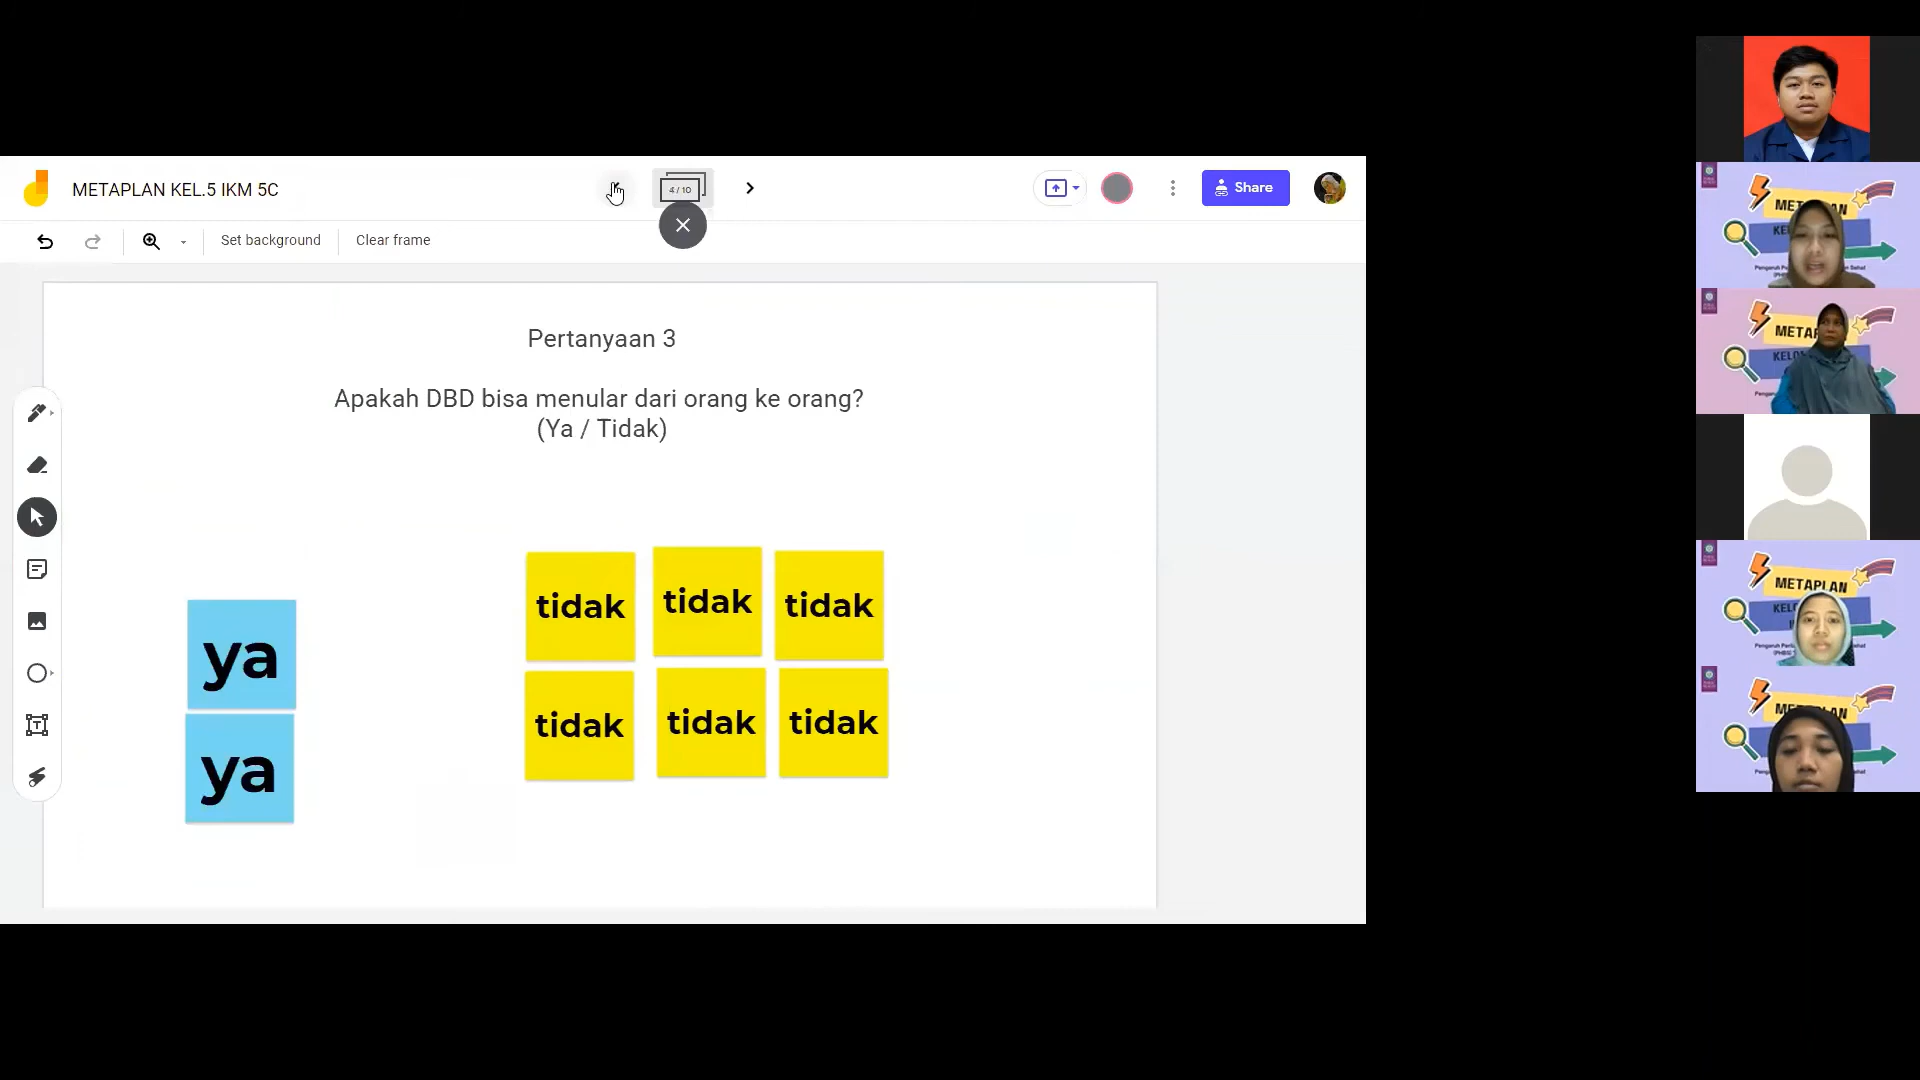 METAPLAN KEL.5 IKM 5C
4 / 10
Share
Set background
Clear frame
Pertanyaan 3
Apakah DBD bisa menular dari orang ke orang?
(Ya / Tidak)
tidak
tidak
tidak
ya
tidak
tidak
tidak
ya
METAPLAN
METAPLAN